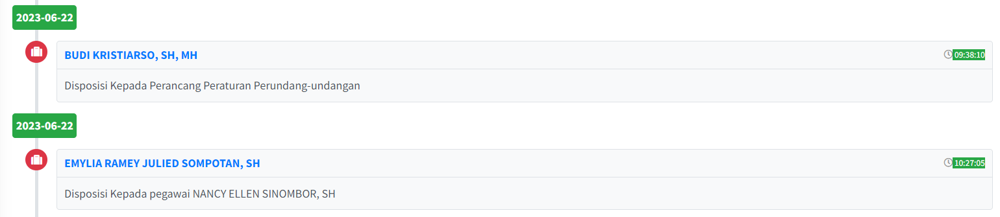 2023-06-22
BUDI KRISTIARSO, SH, MH 09:38:10
Disposisi Kepada Perancang Peraturan Perundang-undangan
2023-06-22
EMYLIA RAMEY JULIED SOMPOTAN, SH 10:27:05
Disposisi Kepada pegawai NANCY ELLEN SINOMBOR, SH